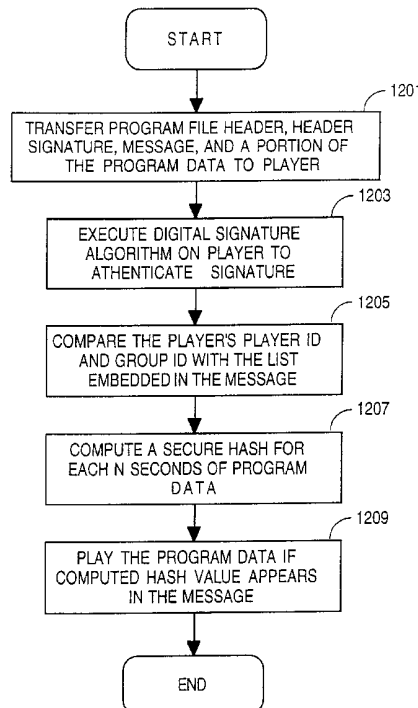 START
1201
TRANSFER PROGRAM FILE HEADER, HEADER
SIGNATURE, MESSAGE, AND A PORTION
OF THE PROGRAM DATA TO PLAYER
1203
EXECUTE DIGITAL SIGNATURE
ALGORITHM ON PLAYER TO
ATHENTICATE SIGNATURE
1205
COMPARE THE PLAYER'S PLAYER ID
AND GROUP ID WITH THE LIST
EMBEDDED IN THE MESSAGE
1207
COMPUTE A SECURE HASH FOR
EACH N SECONDS OF PROGRAM
DATA
1209
PLAY THE PROGRAM DATA IF
COMPUTED HASH VALUE APPEARS
IN THE MESSAGE
END